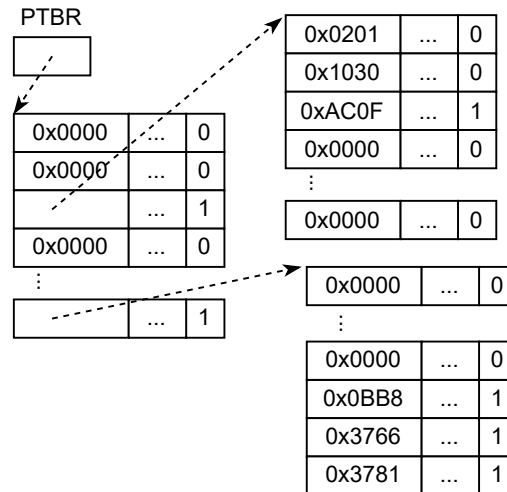 PTBR
0x0000 ... 0
0x0000 ... 0
... 1
0x0000 ... 0
...
... 1
0x0201 ... 0
0x1030 ... 0
0xAC0F ... 1
0x0000 ... 0
...
0x0000 ... 0
0x0000 ... 0
...
0x0000 ... 0
0x0BB8 ... 1
0x3766 ... 1
0x3781 ... 1